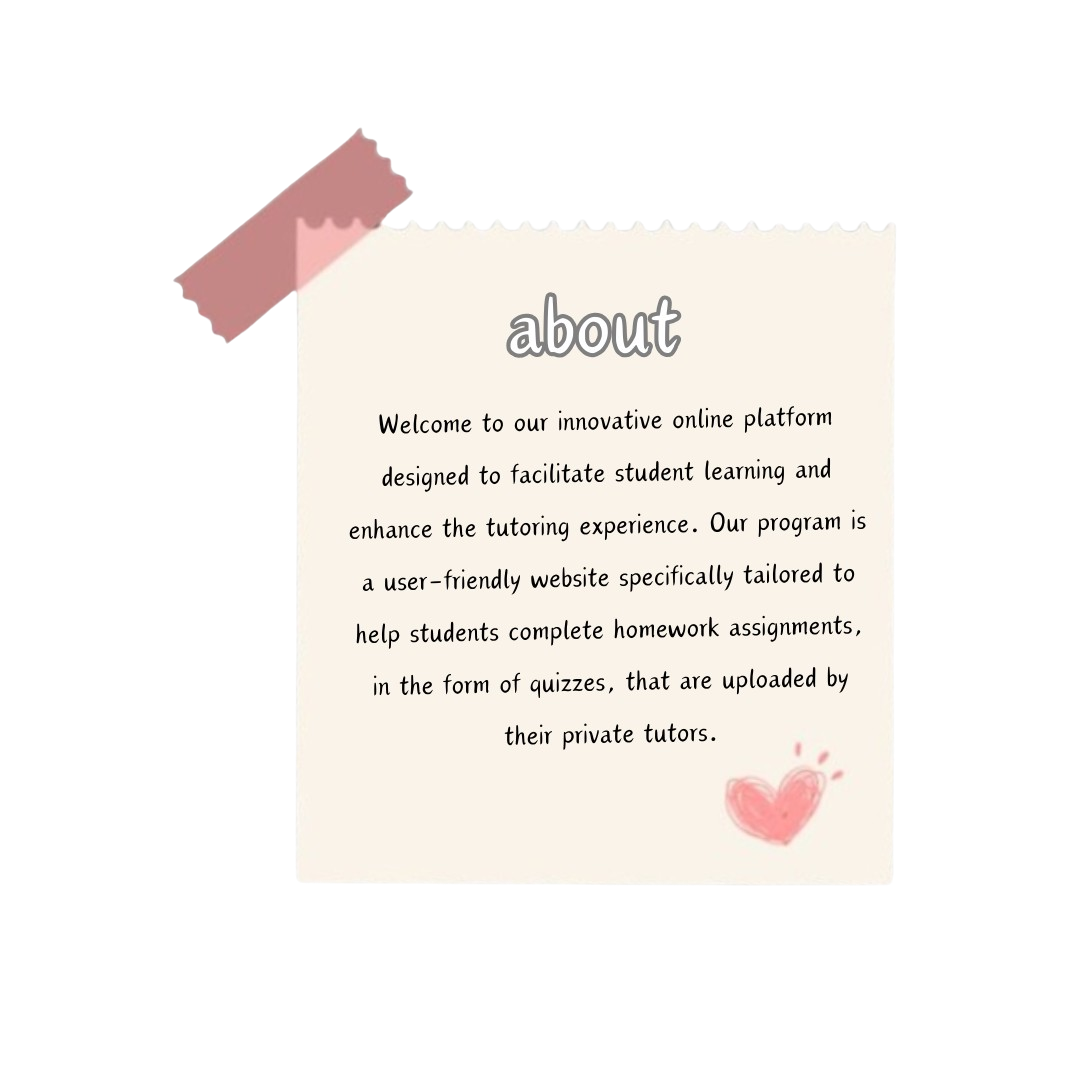 about
Welcome to our innovative online platform
designed to facilitate student learning and
enhance the tutoring experience. Our program is
a user-friendly website specifically tailored to
help students complete homework assignments,
in the form of quizzes, that are uploaded by
their private tutors.